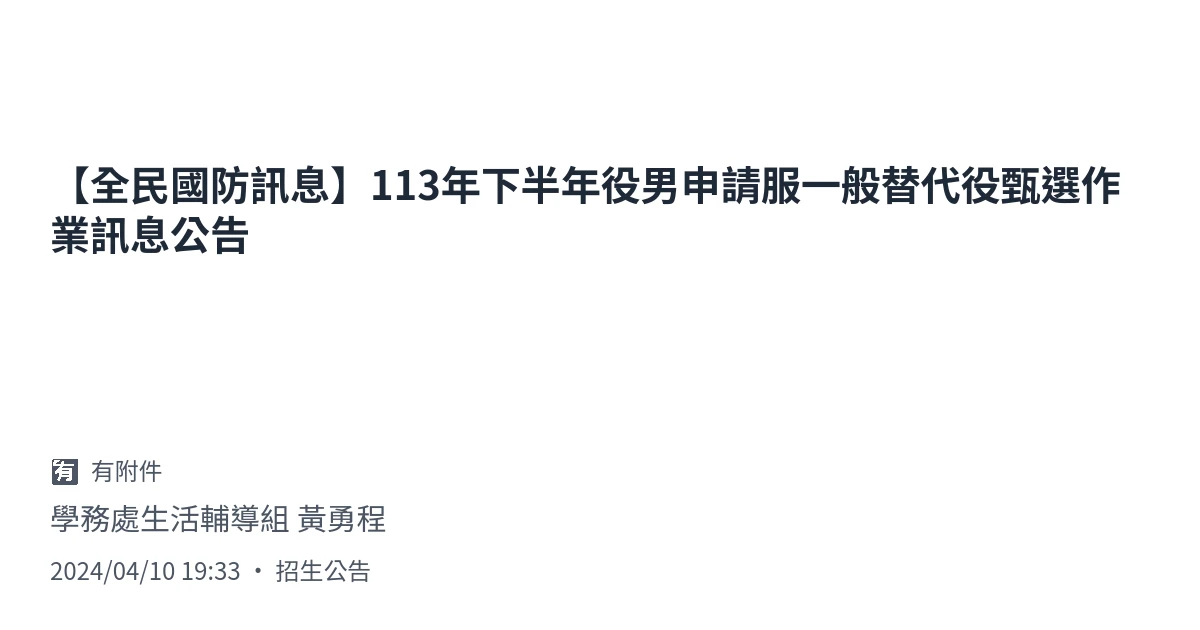 【全民國防訊息】113年下半年役男申請服一般替代役甄選作
業訊息公告
有 有附件
學務處生活輔導組 黃勇程
2024/04/10 19:33 ・ 招生公告